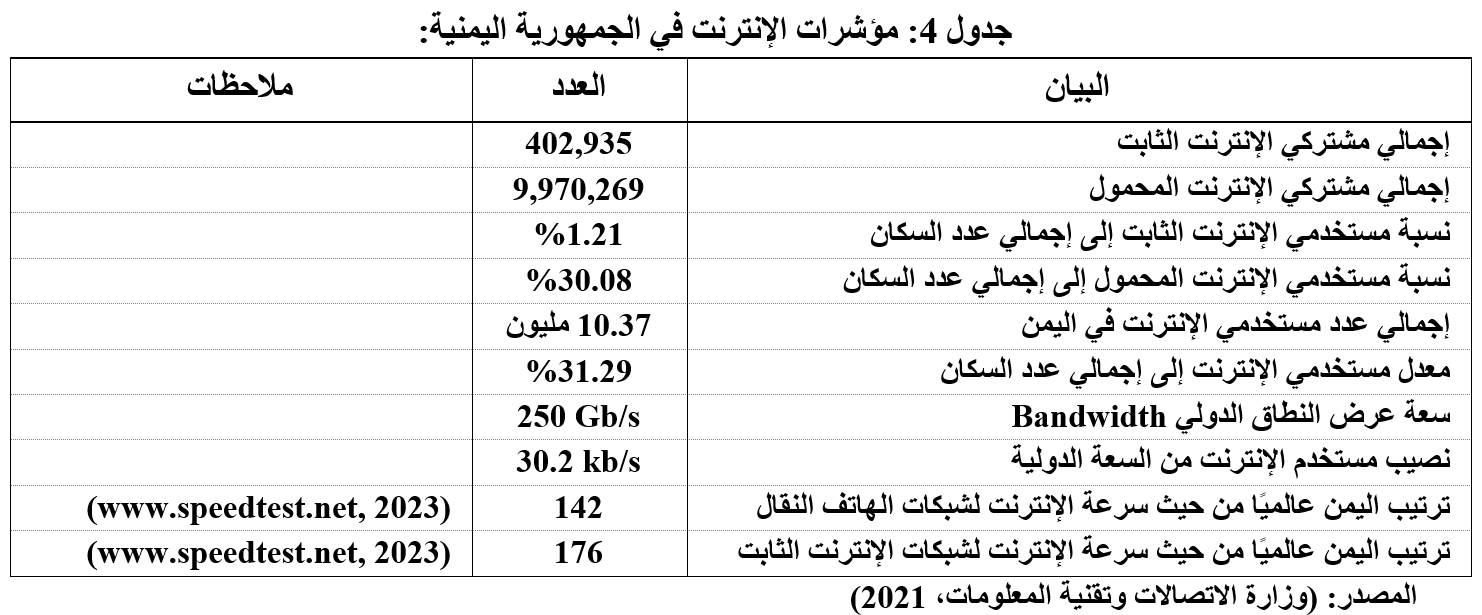 جدول 4: مؤشرات الإنترنت في الجمهورية اليمنية:
البيان العدد ملاحظات
إجمالي مشتركي الإنترنت الثابت 402,935
إجمالي مشتركي الإنترنت المحمول 9,970,269
نسبة مستخدمي الإنترنت الثابت إلى إجمالي عدد السكان %1.21
نسبة مستخدمي الإنترنت المحمول إلى إجمالي عدد السكان %30.08
إجمالي عدد مستخدمي الإنترنت في اليمن 10.37 مليون
معدل مستخدمي الإنترنت إلى إجمالي عدد السكان %31.29
سعة عرض النطاق الدولي Bandwidth 250 Gb/s
نصيب مستخدم الإنترنت من السعة الدولية 30.2 kb/s
ترتيب اليمن عالميًا من حيث سرعة الإنترنت لشبكات الهاتف النقال 142 (www.speedtest.net, 2023)
ترتيب اليمن عالميًا من حيث سرعة الإنترنت لشبكات الإنترنت الثابت 176 (www.speedtest.net, 2023)
المصدر: (وزارة الاتصالات وتقنية المعلومات، 2021)